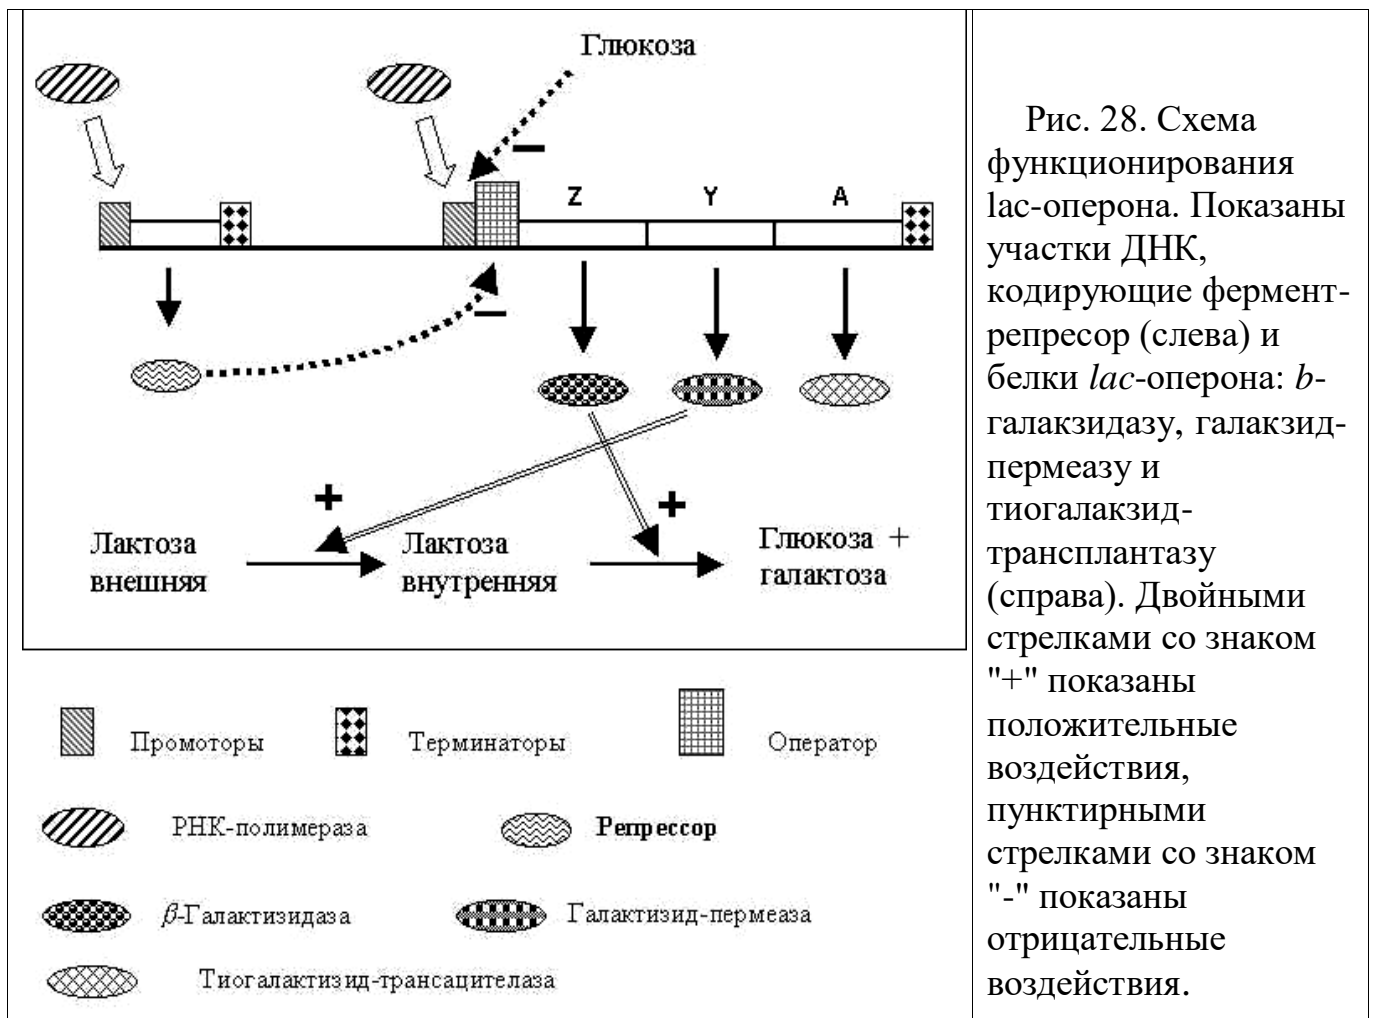 Глюкоза
Z Y A
Лактоза
внешняя
Лактоза
внутренняя
Глюкоза +
галактоза
Промоторы
Терминаторы
Оператор
РНК-полимераза
Репрессор
β-Галактизидаза
Галактизид-пермеаза
Тиогалактизид-трансацителаза
Рис. 28. Схема
функционирования
lac-оперона. Показаны
участки ДНК,
кодирующие фермент-
репресор (слева) и
белки lac-оперона: b-
галакзидазу, галакзид-
пермеазу и
тиогалакзид-
трансплантазу
(справа). Двойными
стрелками со знаком
"+" показаны
положительные
воздействия,
пунктирными
стрелками со знаком
"-" показаны
отрицательные
воздействия.